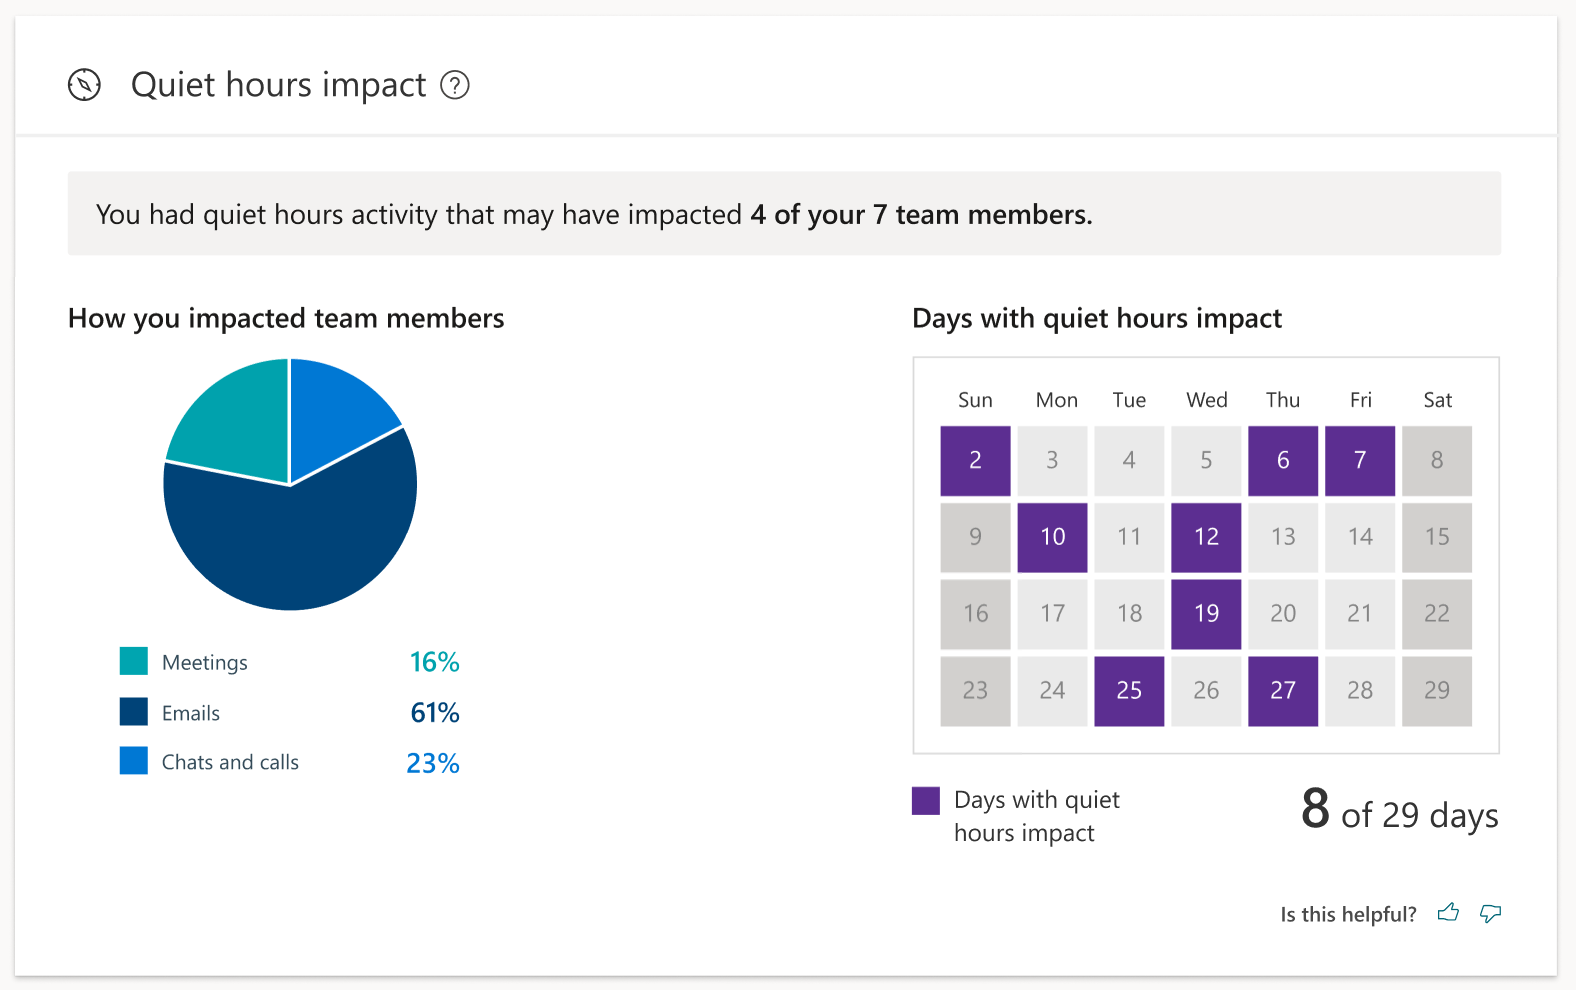 Quiet hours impact ?
You had quiet hours activity that may have impacted 4 of your 7 team members.
How you impacted team members
Meetings 16%
Emails 61%
Chats and calls 23%
Days with quiet hours impact
Sun Mon Tue Wed Thu Fri Sat
2 3 4 5 6 7 8
9 10 11 12 13 14 15
16 17 18 19 20 21 22
23 24 25 26 27 28 29
Days with quiet
hours impact
8 of 29 days
Is this helpful?